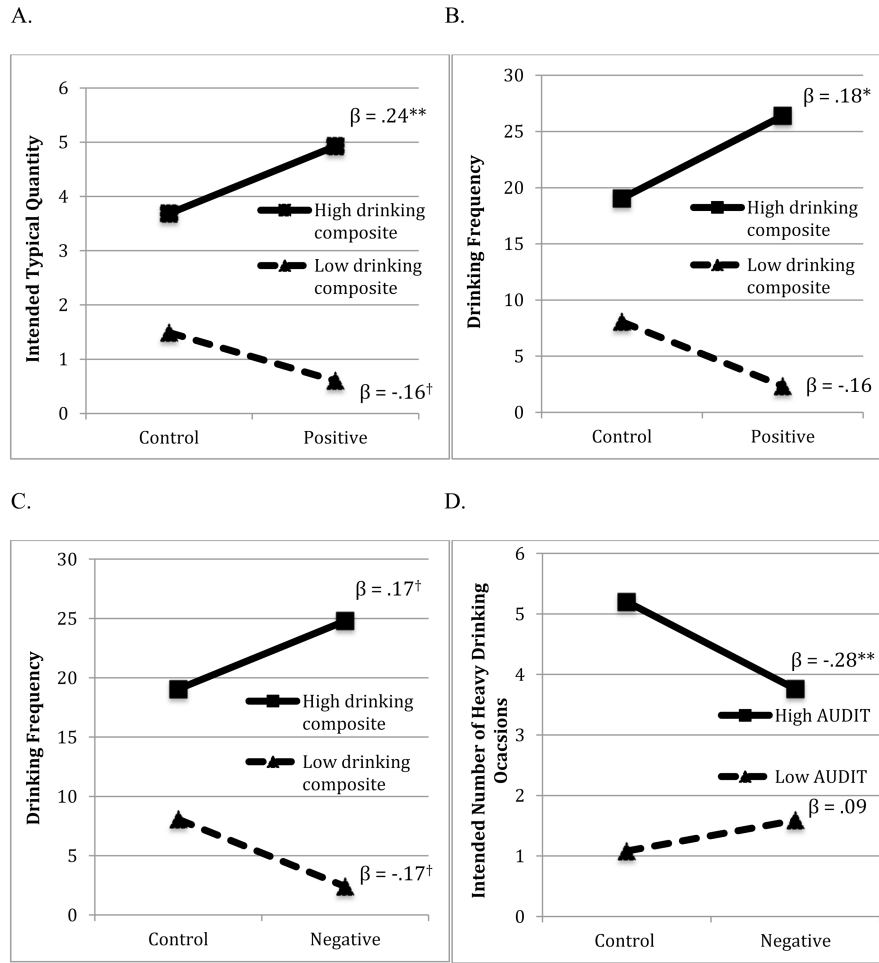 A.
Intended Typical Quantity
6
5
4
3
2
1
0
β = .24**
High drinking
composite
Low drinking
composite
β = -.16†
Control
Positive
B.
Drinking Frequency
30
25
20
15
10
5
0
β = .18*
High drinking
composite
Low drinking
composite
β = -.16
Control
Positive
C.
Drinking Frequency
30
25
20
15
10
5
0
β = .17†
High drinking
composite
Low drinking
composite
β = -.17†
Control
Negative
D.
Intended Number of Heavy Drinking
Ocacsions
6
5
4
3
2
1
0
β = -.28**
High AUDIT
Low AUDIT
β = .09
Control
Negative